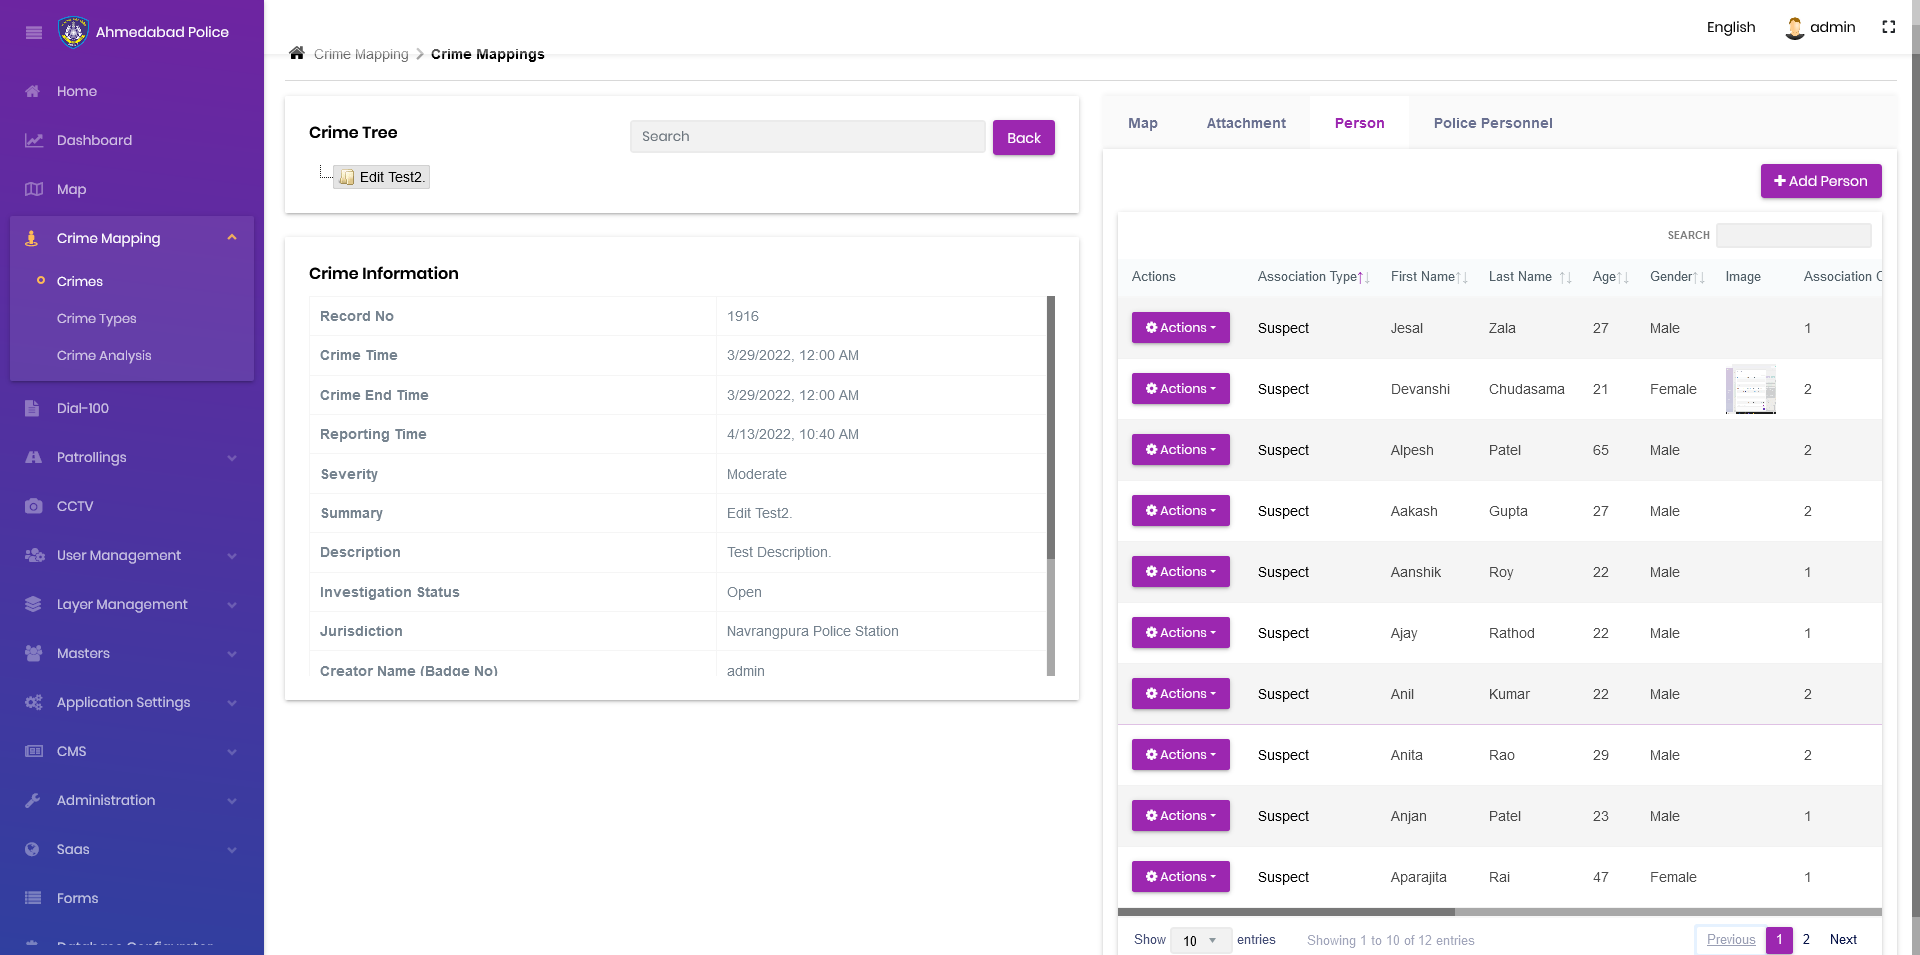 Ahmedabad Police
English
admin
Home
Dashboard
Map
Crime Mapping
Crimes
Crime Types
Crime Analysis
Dial-100
Patrollings
CCTV
User Management
Layer Management
Masters
Application Settings
CMS
Administration
Saas
Forms
Crime Mapping > Crime Mappings
Crime Tree
Search
Back
Edit Test2.
Crime Information
Record No 1916
Crime Time 3/29/2022, 12:00 AM
Crime End Time 3/29/2022, 12:00 AM
Reporting Time 4/13/2022, 10:40 AM
Severity Moderate
Summary Edit Test2.
Description Test Description.
Investigation Status Open
Jurisdiction Navrangpura Police Station
Creator Name (Badge No) admin
Map Attachment Person Police Personnel
Add Person
SEARCH
Actions Association Type First Name Last Name Age Gender Image Association
Actions Suspect Jesal Zala 27 Male 1
Actions Suspect Devanshi Chudasama 21 Female 2
Actions Suspect Alpesh Patel 65 Male 2
Actions Suspect Aakash Gupta 27 Male 2
Actions Suspect Aanshik Roy 22 Male 1
Actions Suspect Ajay Rathod 22 Male 1
Actions Suspect Anil Kumar 22 Male 2
Actions Suspect Anita Rao 29 Male 2
Actions Suspect Anjan Patel 23 Male 1
Actions Suspect Aparajita Rai 47 Female 1
Show 10 entries Showing 1 to 10 of 12 entries Previous 1 2 Next